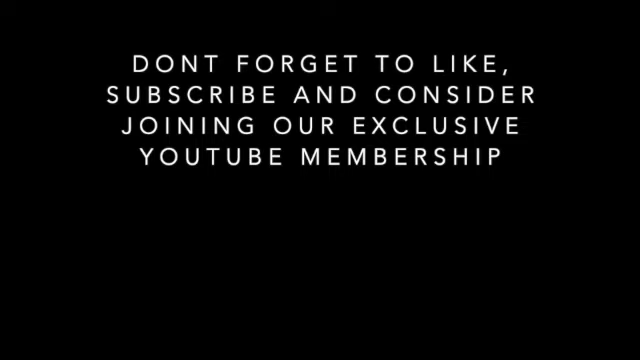 DONT FORGET TO LIKE,
SUBSCRIBE AND CONSIDER
JOINING OUR EXCLUSIVE
YOUTUBE MEMBERSHIP